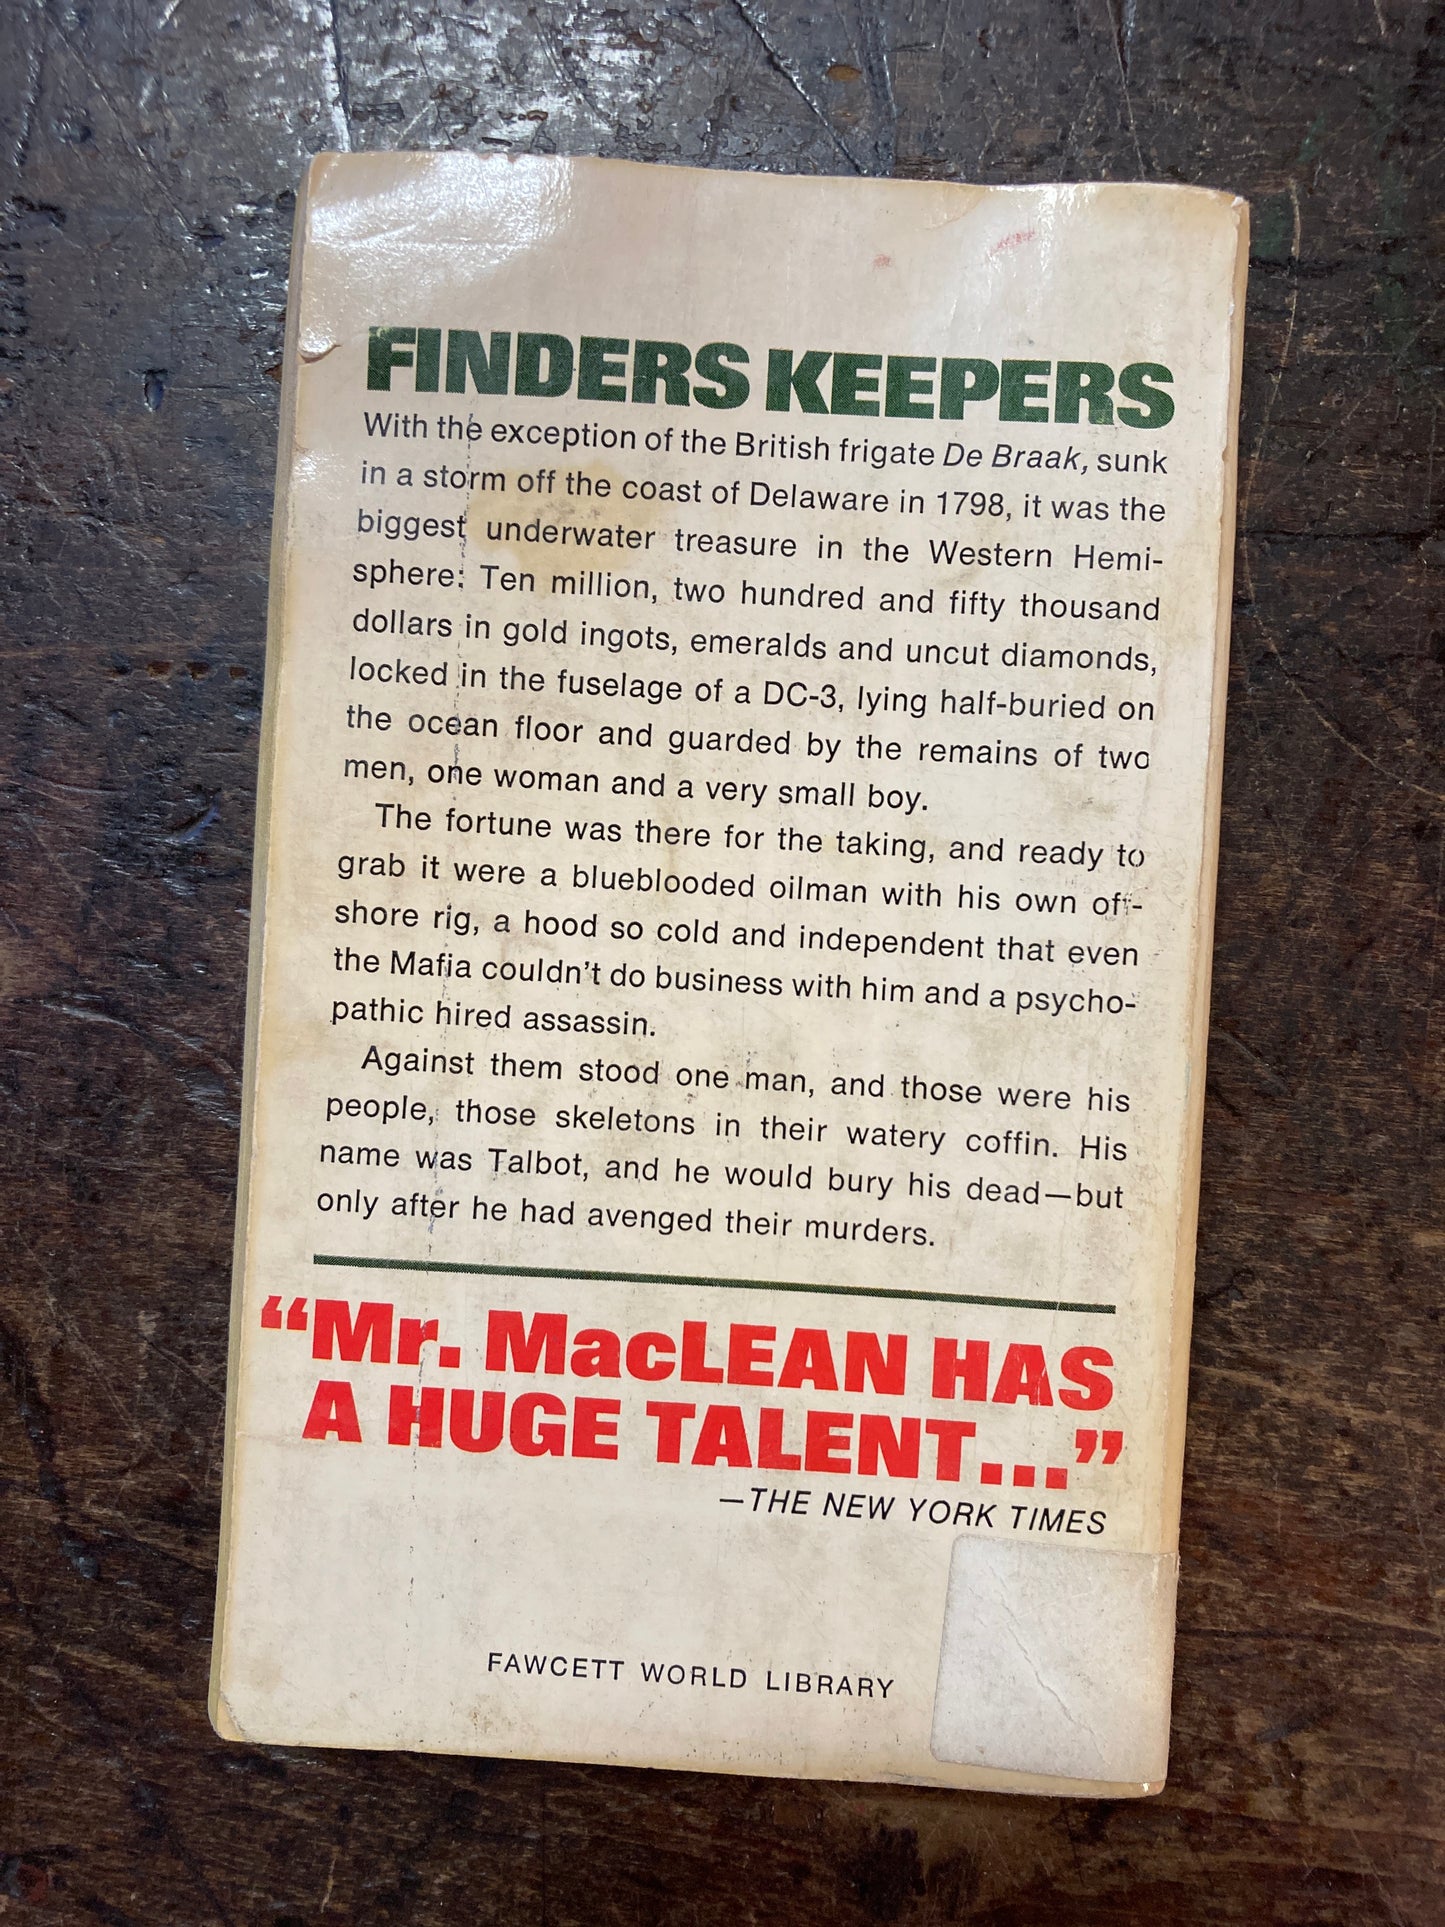 FINDERS KEEPERS
With the exception of the British frigate De Braak, sunk
in a storm off the coast of Delaware in 1798, it was the
biggest underwater treasure in the Western Hemi-
sphere: Ten million, two hundred and fifty thousand
dollars in gold ingots, emeralds and uncut diamonds,
locked in the fuselage of a DC-3, lying half-buried on
the ocean floor and guarded by the remains of two
men, one woman and a very small boy.
The fortune was there for the taking, and ready to
grab it were a blueblooded oilman with his own off-
shore rig, a hood so cold and independent that even
the Mafia couldn't do business with him and a psycho-
pathic hired assassin.
Against them stood one man, and those were his
people, those skeletons in their watery coffin. His
name was Talbot, and he would bury his dead—but
only after he had avenged their murders.
“Mr. MacLEAN HAS
A HUGE TALENT...”
—THE NEW YORK TIMES
FAWCETT WORLD LIBRARY